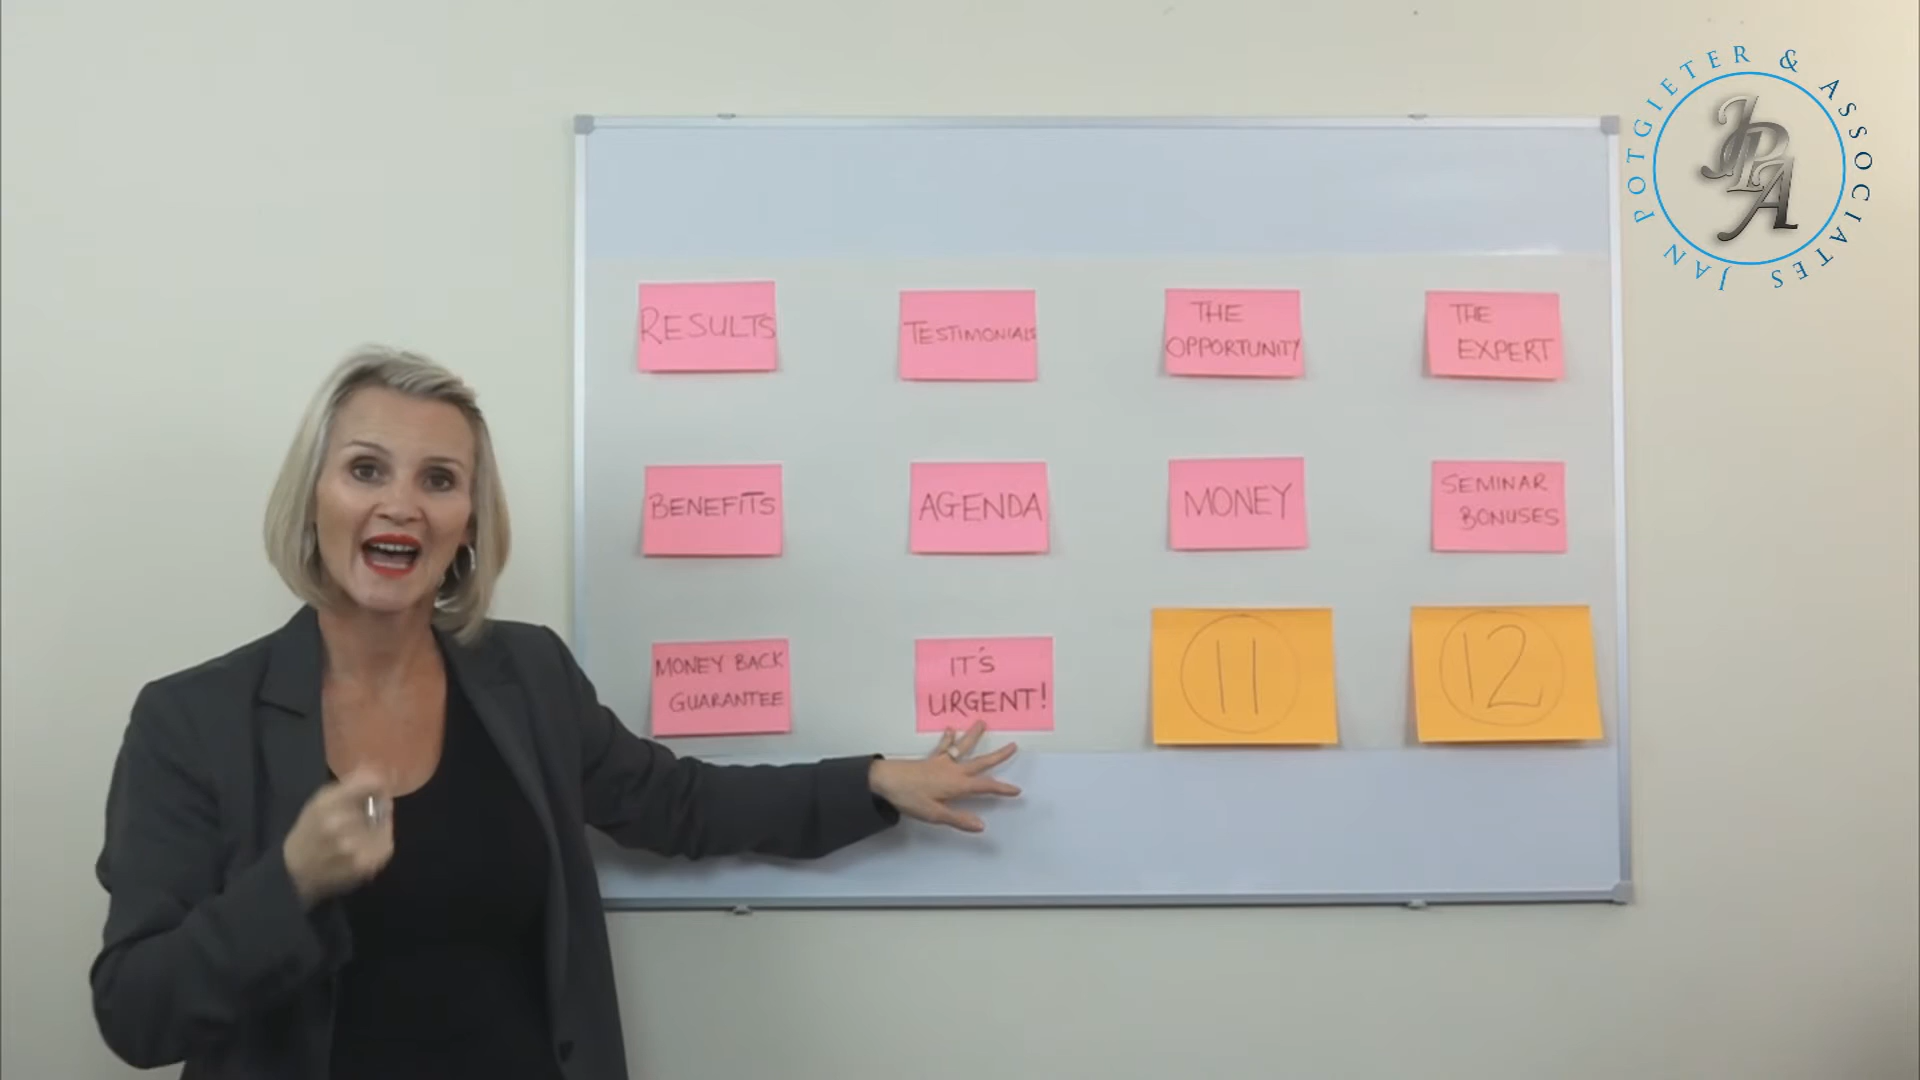 JAN POTGIETER & ASSOCIATES
JPA
RESULTS
TESTIMONIALS
THE
OPPORTUNITY
THE
EXPERT
BENEFITS
AGENDA
MONEY
SEMINAR
BONUSES
MONEY BACK
GUARANTEE
IT'S
URGENT!
11
12